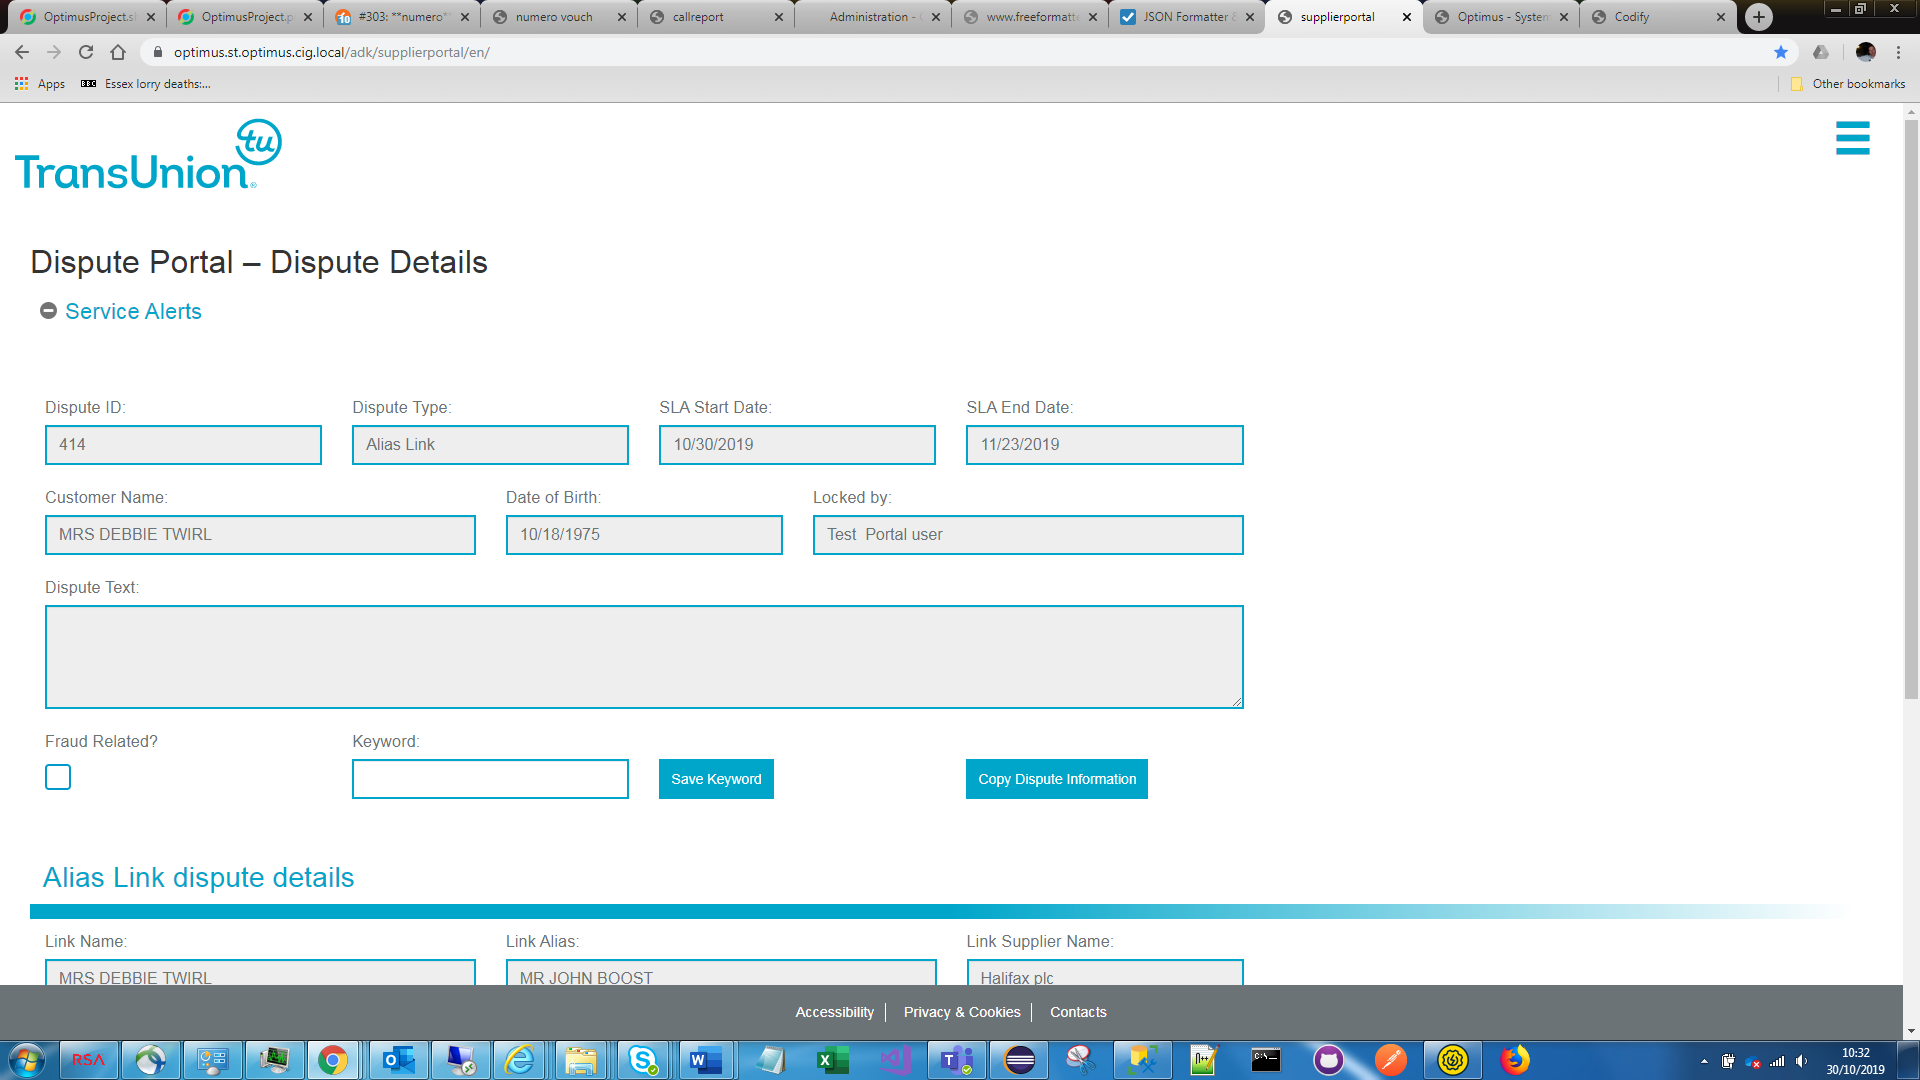 OptimusProject.s
OptimusProject.p
#303: **numero*
numero vouch
callreport
Administration -
www.freeformatte
JSON Formatter &
supplierportal
Optimus - System
Codify
optimus.st.optimus.cig.local/adk/supplierportal/en/
Apps
BBC
Essex lorry deaths:...
Other bookmarks
tu
TransUnion®
Dispute Portal – Dispute Details
Service Alerts
Dispute ID: Dispute Type: SLA Start Date: SLA End Date:
414 Alias Link 10/30/2019 11/23/2019
Customer Name: Date of Birth: Locked by:
MRS DEBBIE TWIRL 10/18/1975 Test  Portal user
Dispute Text:
Fraud Related? Keyword:
Save Keyword Copy Dispute Information
Alias Link dispute details
Link Name: Link Alias: Link Supplier Name:
MRS DEBBIE TWIRL MR JOHN BOOST Halifax plc
Accessibility Privacy & Cookies Contacts
RSA
10:32
30/10/2019